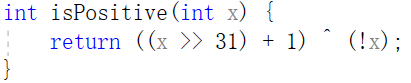 int isPositive(int x) {
    return ((x >> 31) + 1) ^ (!x);
}